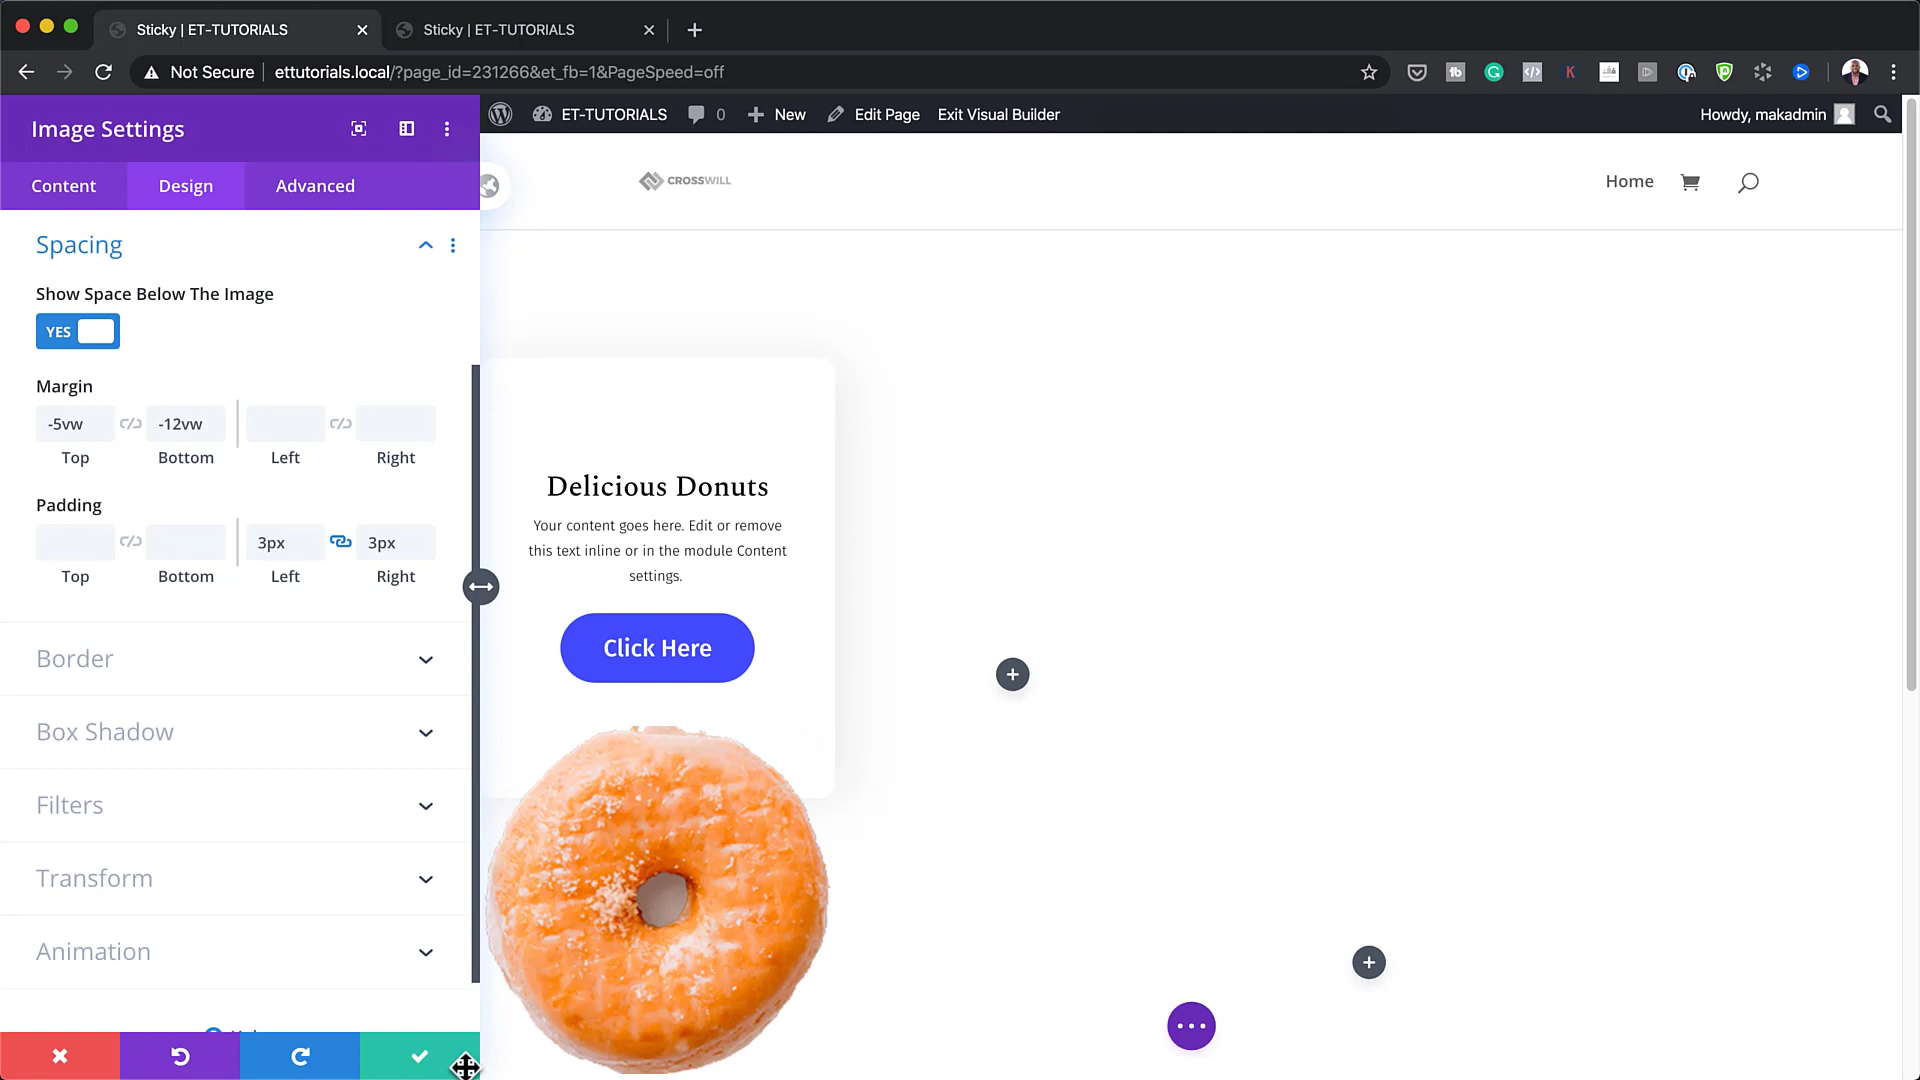 Sticky | ET-TUTORIALS
Sticky | ET-TUTORIALS
Not Secure
ettutorials.local/?page_id=231266&et_fb=1&PageSpeed=off
ET-TUTORIALS
0
New
Edit Page
Exit Visual Builder
Howdy, makadmin
Image Settings
Content
Design
Advanced
CROSSWILL
Home
Spacing
Show Space Below The Image
YES
Margin
-5vw
-12vw
Top
Bottom
Left
Right
Padding
3px
3px
Top
Bottom
Left
Right
Border
Box Shadow
Filters
Transform
Animation
Delicious Donuts
Your content goes here. Edit or remove
this text inline or in the module Content
settings.
Click Here